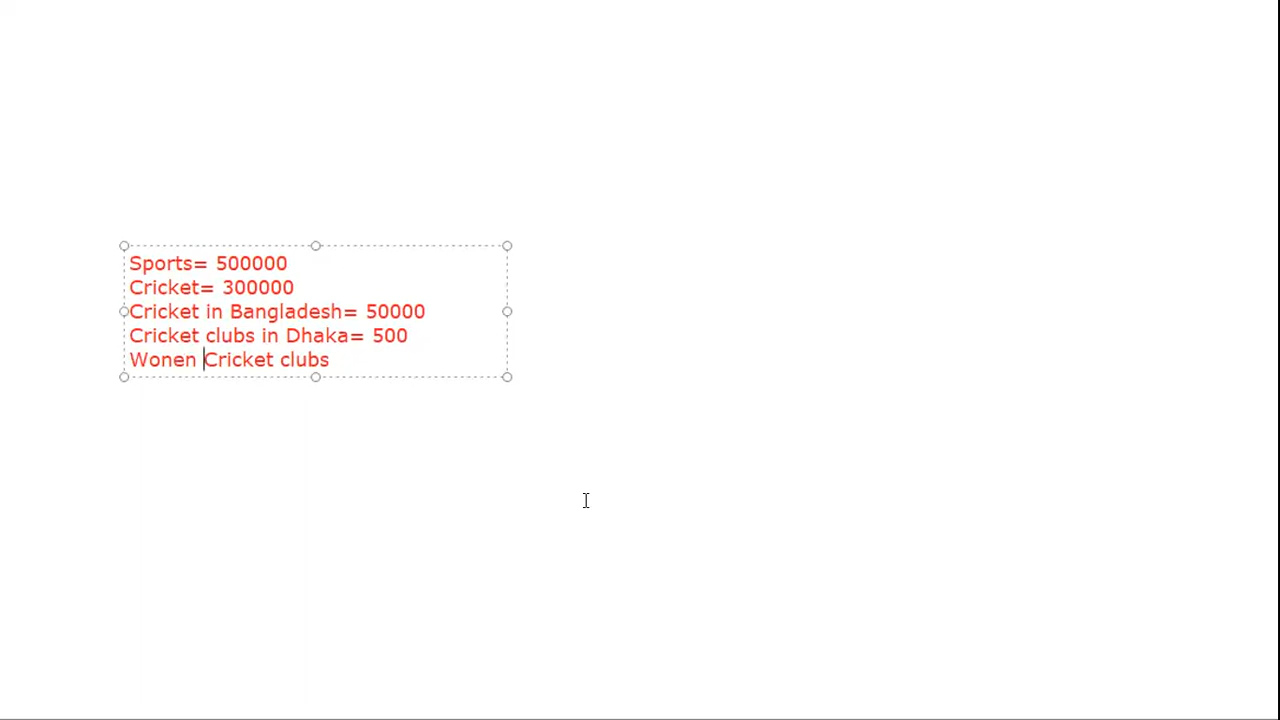 Sports= 500000
Cricket= 300000
Cricket in Bangladesh= 50000
Cricket clubs in Dhaka= 500
Wonen Cricket clubs